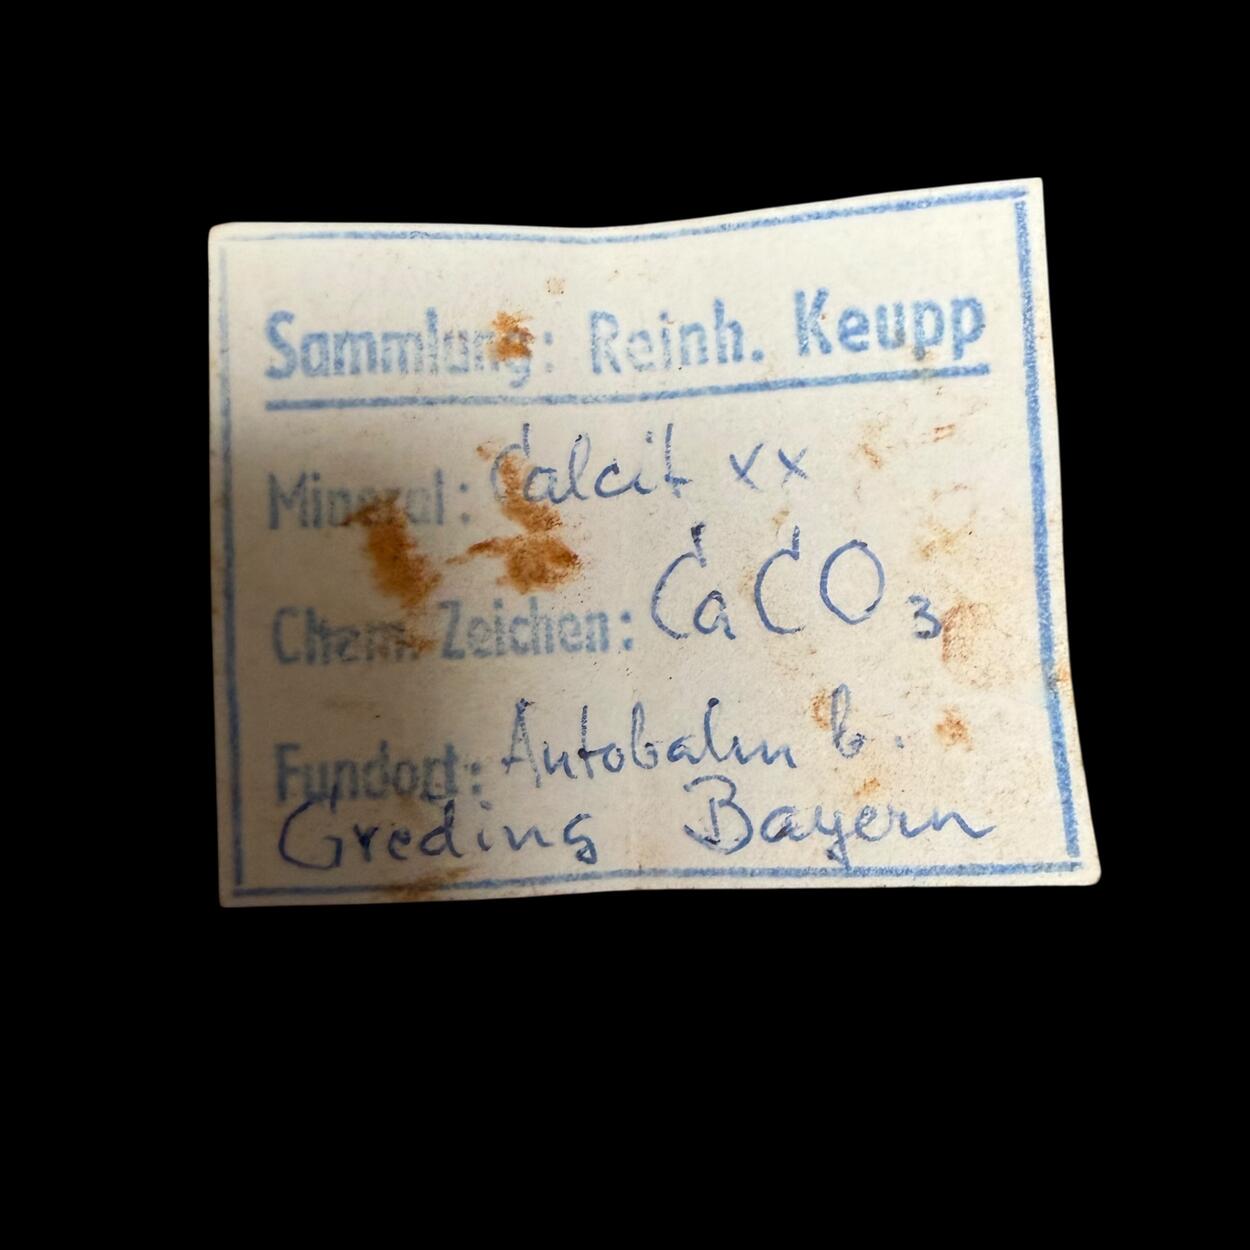 Sammlung: Reinh. Keupp
Mineral: Calcit xx
Chem. Zeichen: CaCO₃
Fundort: Autobahn b.
Greding Bayern